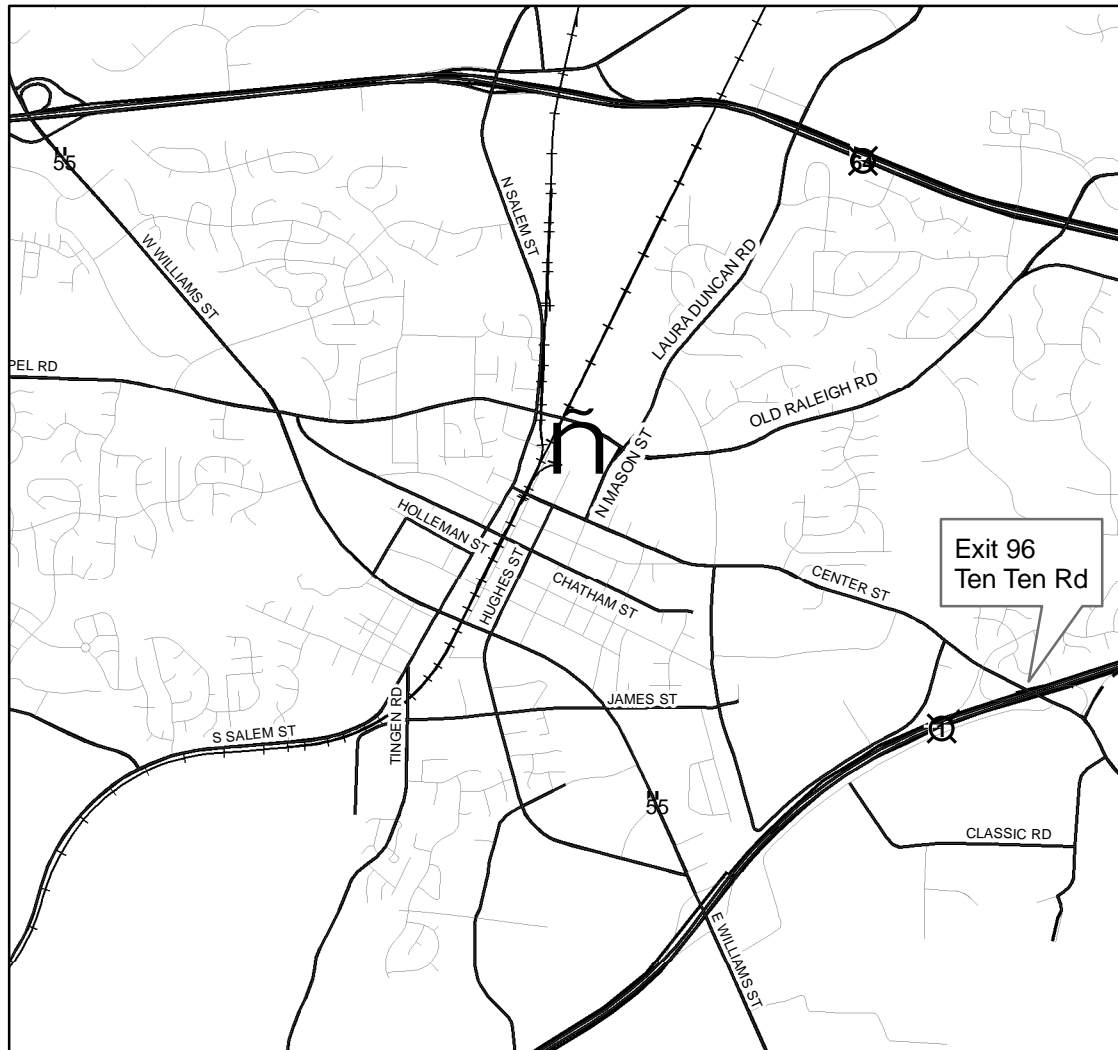 64
55
N SALEM ST
W WILLIAMS ST
LAURA DUNCAN RD
PEL RD
OLD RALEIGH RD
ñ
N MASON ST
HOLLEMAN ST
HUGHES ST
CHATHAM ST
CENTER ST
Exit 96
Ten Ten Rd
JAMES ST
TINGEN RD
S SALEM ST
1
55
CLASSIC RD
E WILLIAMS ST